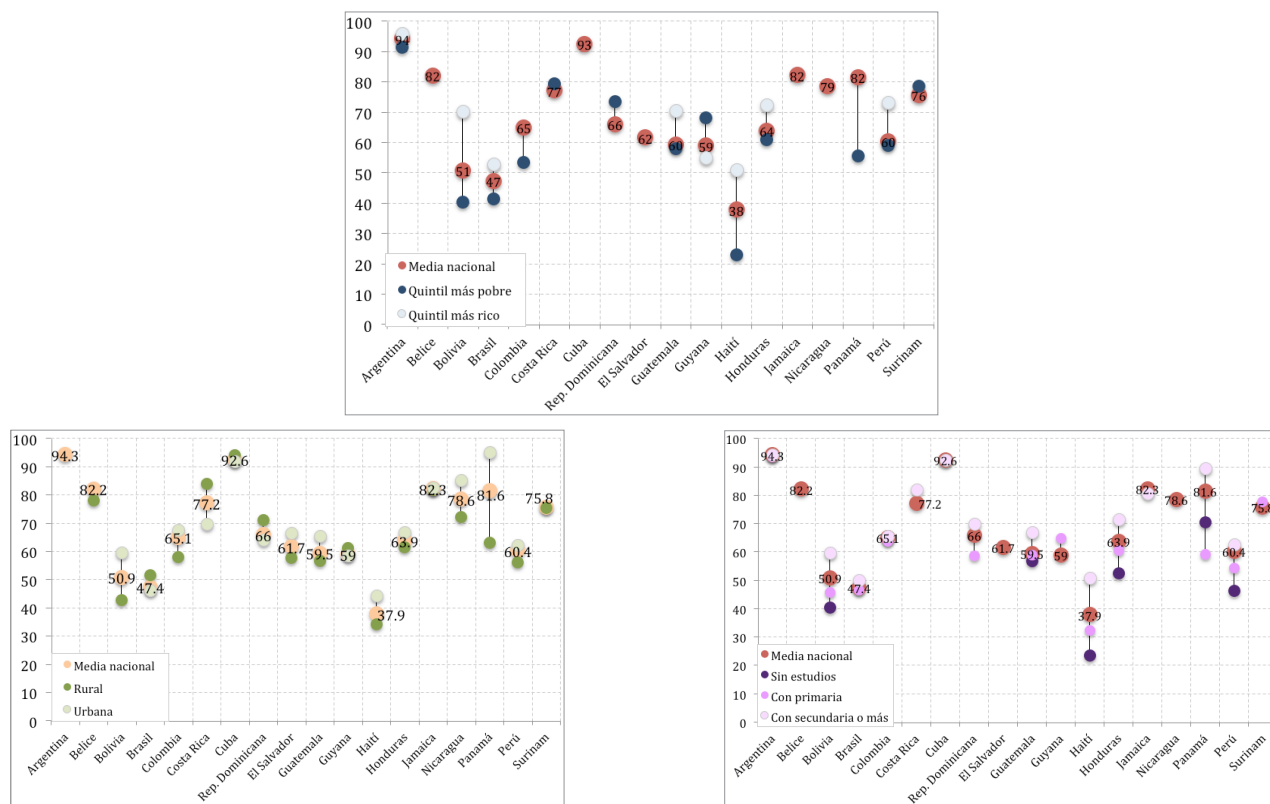 100
90
80
70
60
50
40
30
20
10
0
94
82
51
47
65
77
93
66
62
60
59
38
64
82
79
82
60
76
Media nacional
Quintil más pobre
Quintil más rico
Argentina
Belice
Bolivia
Brasil
Colombia
Costa Rica
Cuba
Rep. Dominicana
El Salvador
Guatemala
Guyana
Haití
Honduras
Jamaica
Nicaragua
Panamá
Perú
Surinam
100
90
80
70
60
50
40
30
20
10
0
94.3
82.2
50.9
47.4
65.1
77.2
92.6
66
61.7
59.5
59
37.9
63.9
82.3
78.6
81.6
60.4
75.8
Media nacional
Rural
Urbana
Argentina
Belice
Bolivia
Brasil
Colombia
Costa Rica
Cuba
Rep. Dominicana
El Salvador
Guatemala
Guyana
Haití
Honduras
Jamaica
Nicaragua
Panamá
Perú
Surinam
100
90
80
70
60
50
40
30
20
10
0
94.3
82.2
50.9
47.4
65.1
77.2
92.6
66
61.7
59.5
59
37.9
63.9
82.3
78.6
81.6
60.4
75.8
Media nacional
Sin estudios
Con primaria
Con secundaria o más
Argentina
Belice
Bolivia
Brasil
Colombia
Costa Rica
Cuba
Rep. Dominicana
El Salvador
Guatemala
Guyana
Haití
Honduras
Jamaica
Nicaragua
Panamá
Perú
Surinam